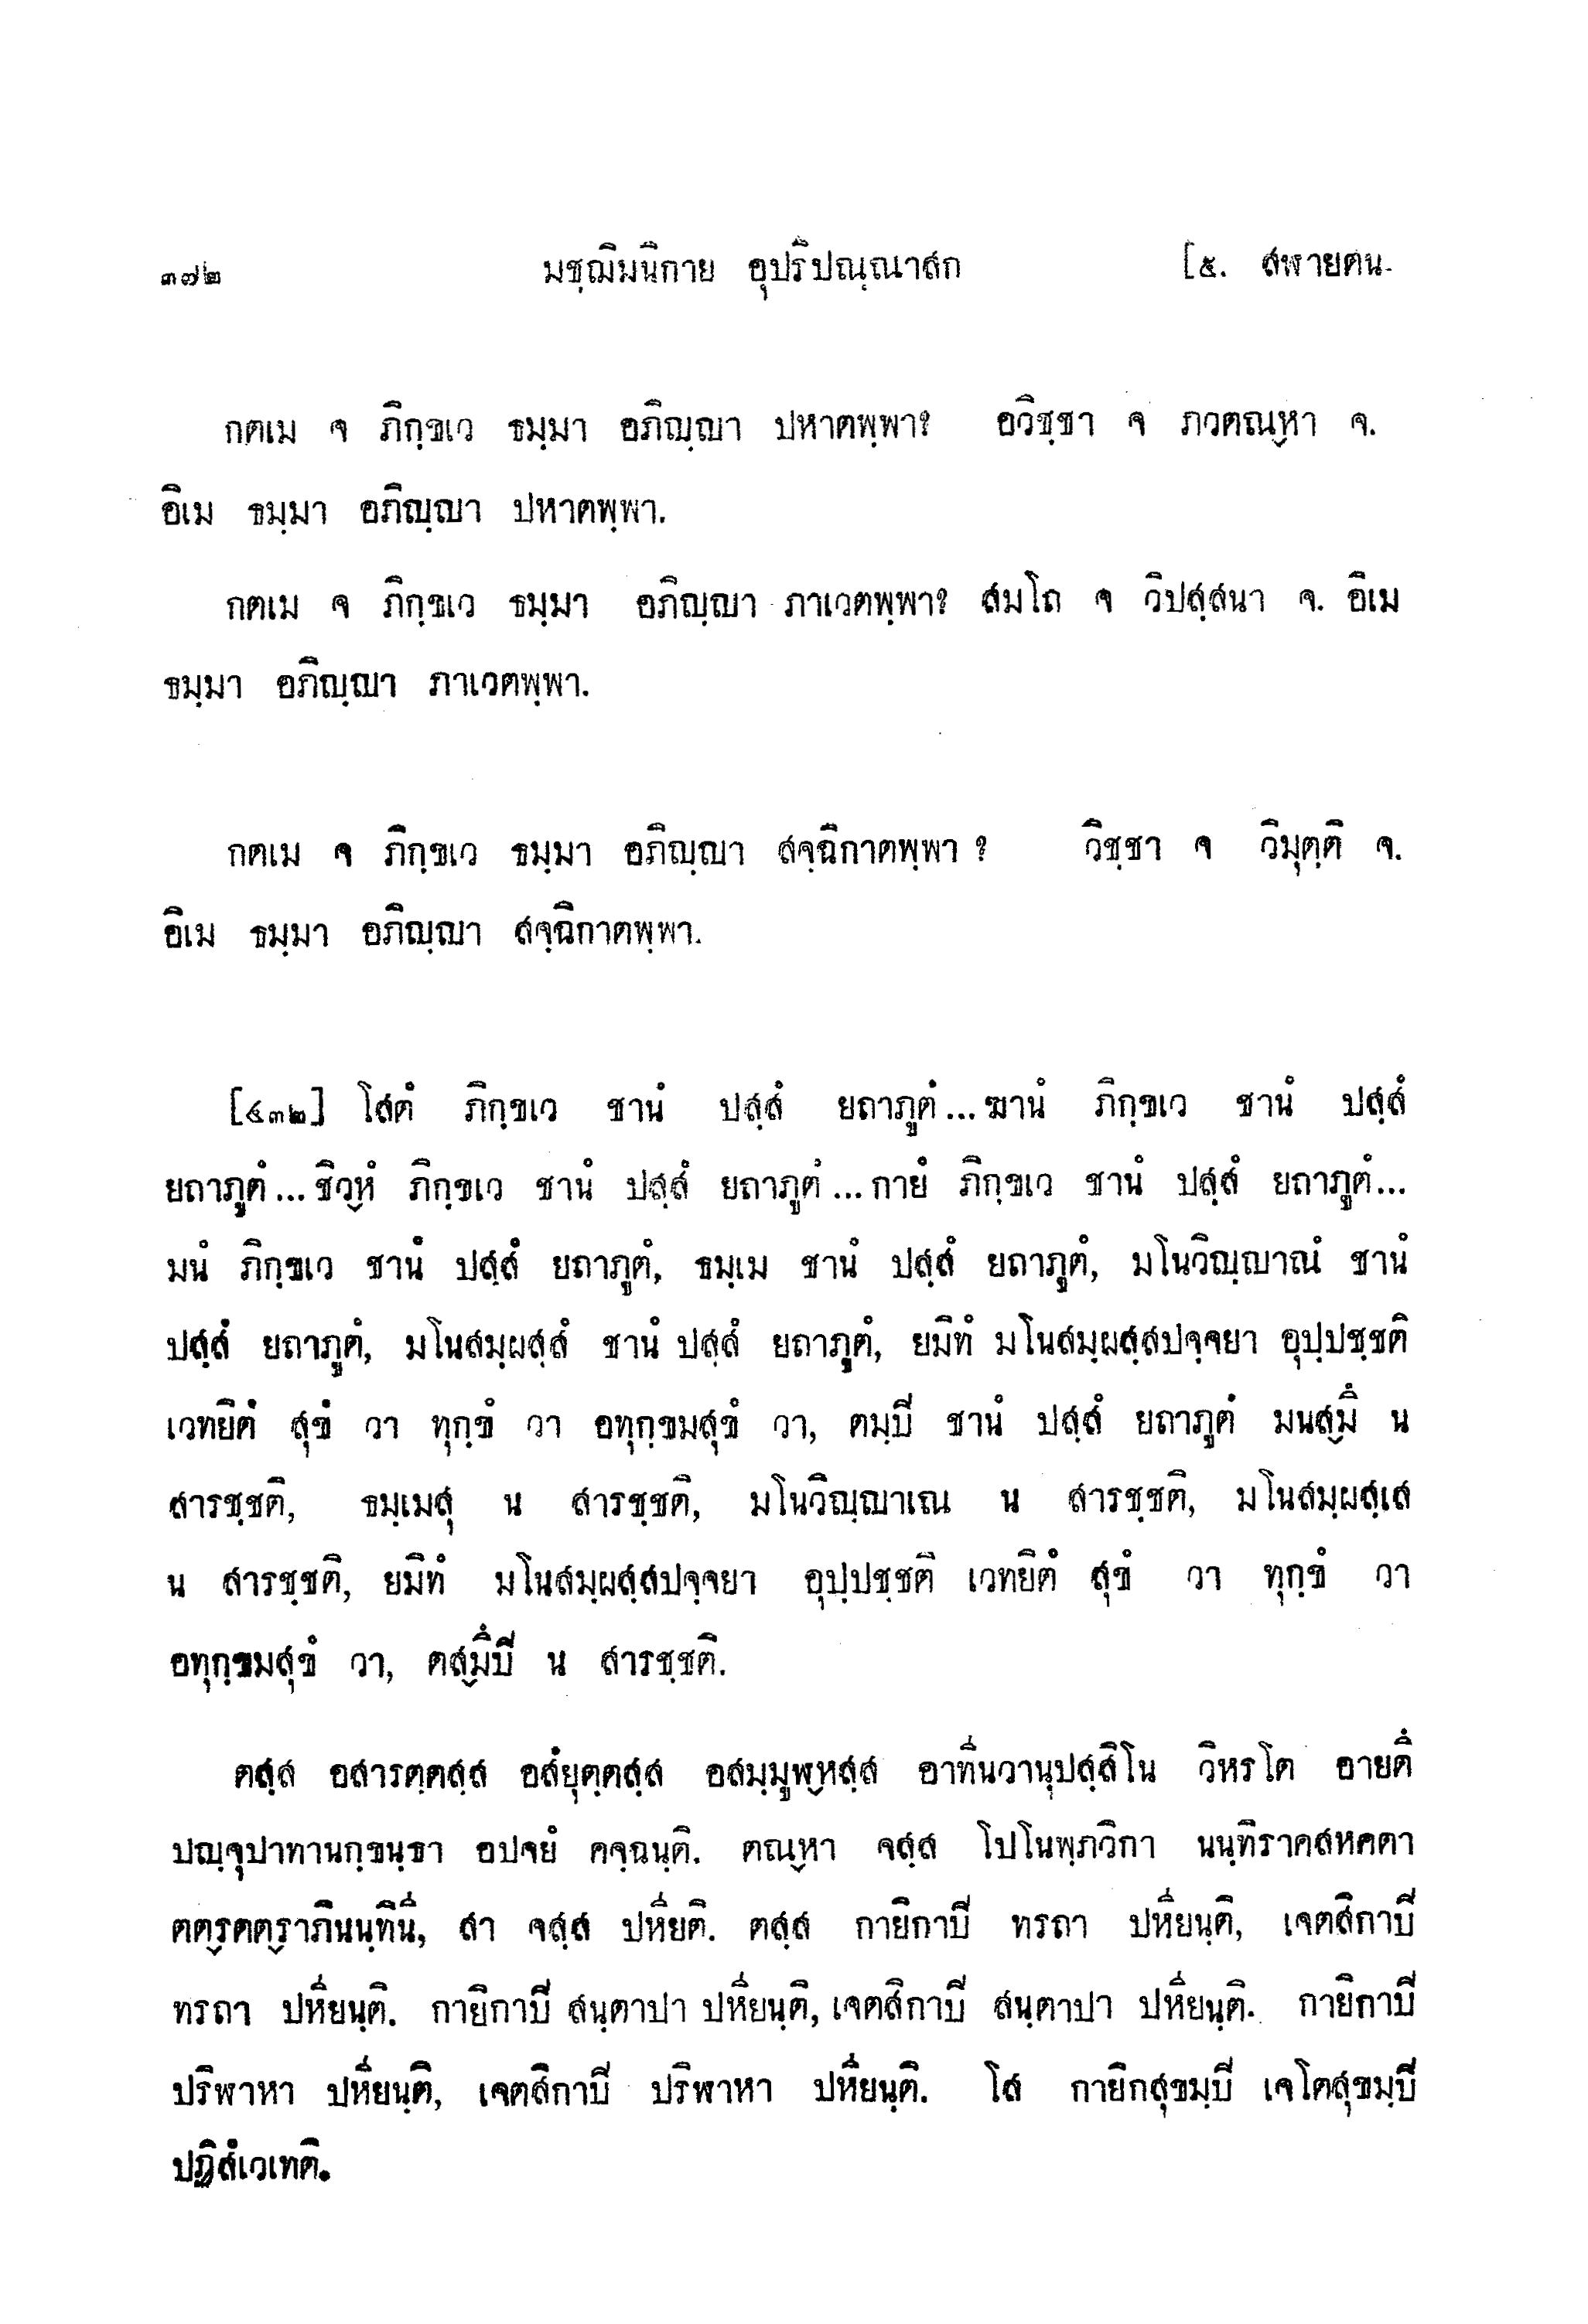 ๓๗๒ มชฺฌิมนิกาย อุปริปณฺณาสก [๕. สฬายตน-
กตเม จ ภิกฺขเว ธมฺมา อภิญฺญา ปหาตพฺพา? อวิชฺชา จ ภวตณฺหา จ.
อิเม ธมฺมา อภิญฺญา ปหาตพฺพา.
กตเม จ ภิกฺขเว ธมฺมา อภิญฺญา ภาเวตพฺพา? สมโถ จ วิปสฺสนา จ. อิเม
ธมฺมา อภิญฺญา ภาเวตพฺพา.
กตเม จ ภิกฺขเว ธมฺมา อภิญฺญา สจฺฉิกาตพฺพา ? วิชฺชา จ วิมุตฺติ จ.
อิเม ธมฺมา อภิญฺญา สจฺฉิกาตพฺพา.
[๔๓๒] โสตํ ภิกฺขเว ชานํ ปสฺสํ ยถาภูตํ...ฆานํ ภิกฺขเว ชานํ ปสฺสํ
ยถาภูตํ...ชิวฺหํ ภิกฺขเว ชานํ ปสฺสํ ยถาภูตํ...กายํ ภิกฺขเว ชานํ ปสฺสํ ยถาภูตํ...
มนํ ภิกฺขเว ชานํ ปสฺสํ ยถาภูตํ, ธมฺเม ชานํ ปสฺสํ ยถาภูตํ, มโนวิญฺญาณํ ชานํ
ปสฺสํ ยถาภูตํ, มโนสมฺผสฺสํ ชานํ ปสฺสํ ยถาภูตํ, ยมิทํ มโนสมฺผสฺสปจฺจยา อุปฺปชฺชติ
เวทยิตํ สุขํ วา ทุกฺขํ วา อทุกฺขมสุขํ วา, ตมฺปิ ชานํ ปสฺสํ ยถาภูตํ มนสฺมึ น
สารชฺชติ, ธมฺเมสุ น สารชฺชติ, มโนวิญฺญาเณ น สารชฺชติ, มโนสมฺผสฺเส
น สารชฺชติ, ยมิทํ มโนสมฺผสฺสปจฺจยา อุปฺปชฺชติ เวทยิตํ สุขํ วา ทุกฺขํ วา
อทุกฺขมสุขํ วา, ตสฺมึปิ น สารชฺชติ.
ตสฺส อสารตฺตสฺส อสํยุตฺตสฺส อสมฺมูฬฺหสฺส อาทีนวานุปสฺสิโน วิหรโต อายตึ
ปญฺจุปาทานกฺขนฺธา อปจยํ คจฺฉนฺติ. ตณฺหา จสฺส โปโนพฺภวิกา นนฺทิราคสหคตา
ตตฺรตตฺราภินนฺทินี, สา จสฺส ปหียติ. ตสฺส กายิกาปิ ทรถา ปหียนฺติ, เจตสิกาปิ
ทรถา ปหียนฺติ. กายิกาปิ สนฺตาปา ปหียนฺติ, เจตสิกาปิ สนฺตาปา ปหียนฺติ. กายิกาปิ
ปริฬาหา ปหียนฺติ, เจตสิกาปิ ปริฬาหา ปหียนฺติ. โส กายิกสุขมฺปิ เจโตสุขมฺปิ
ปฏิสํเวเทติ.